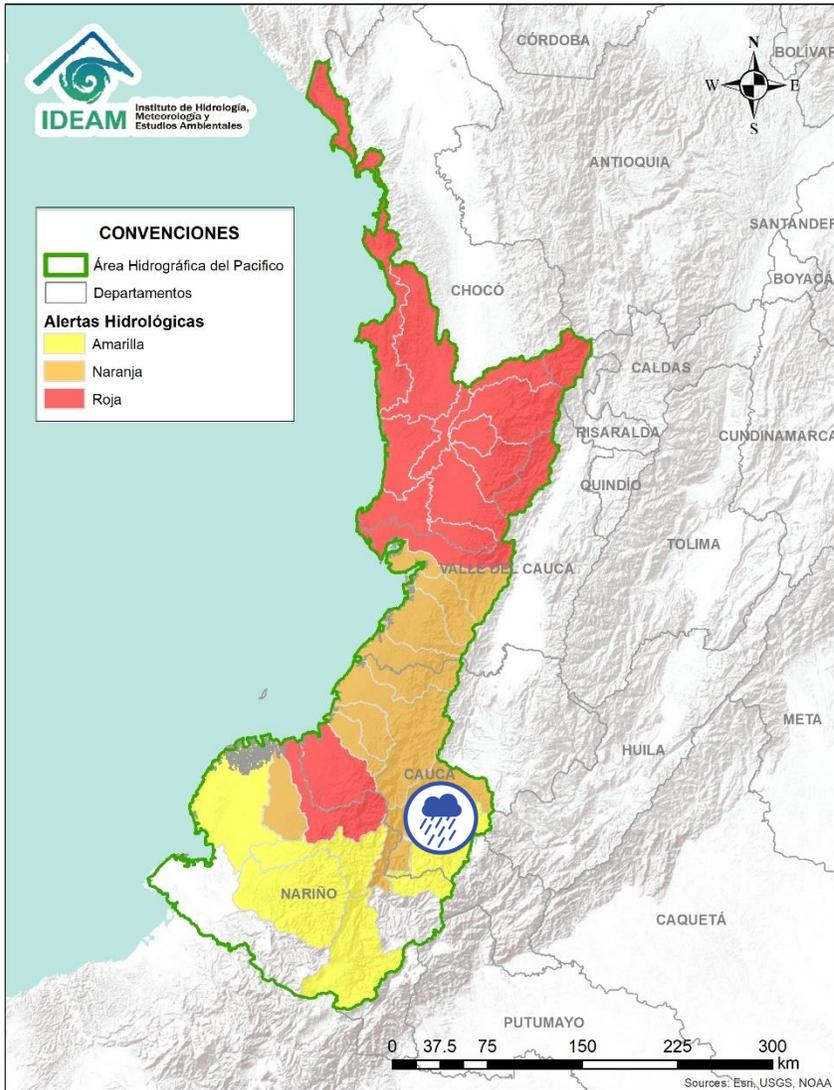 IDEAM
Instituto de Hidrología,
Meteorología y
Estudios Ambientales
N
W E
S
CÓRDOBA
BOLÍVAR
ANTIOQUIA
SANTANDER
BOYACÁ
CHOCÓ
CALDAS
RISARALDA
CUNDINAMARCA
QUINDÍO
TOLIMA
VALLE DEL CAUCA
META
HUILA
CAUCA
NARIÑO
CAQUETÁ
PUTUMAYO
CONVENCIONES
Área Hidrográfica del Pacifico
Departamentos
Alertas Hidrológicas
Amarilla
Naranja
Roja
0 37.5 75 150 225 300
km
Sources: Esri, USGS, NOAA